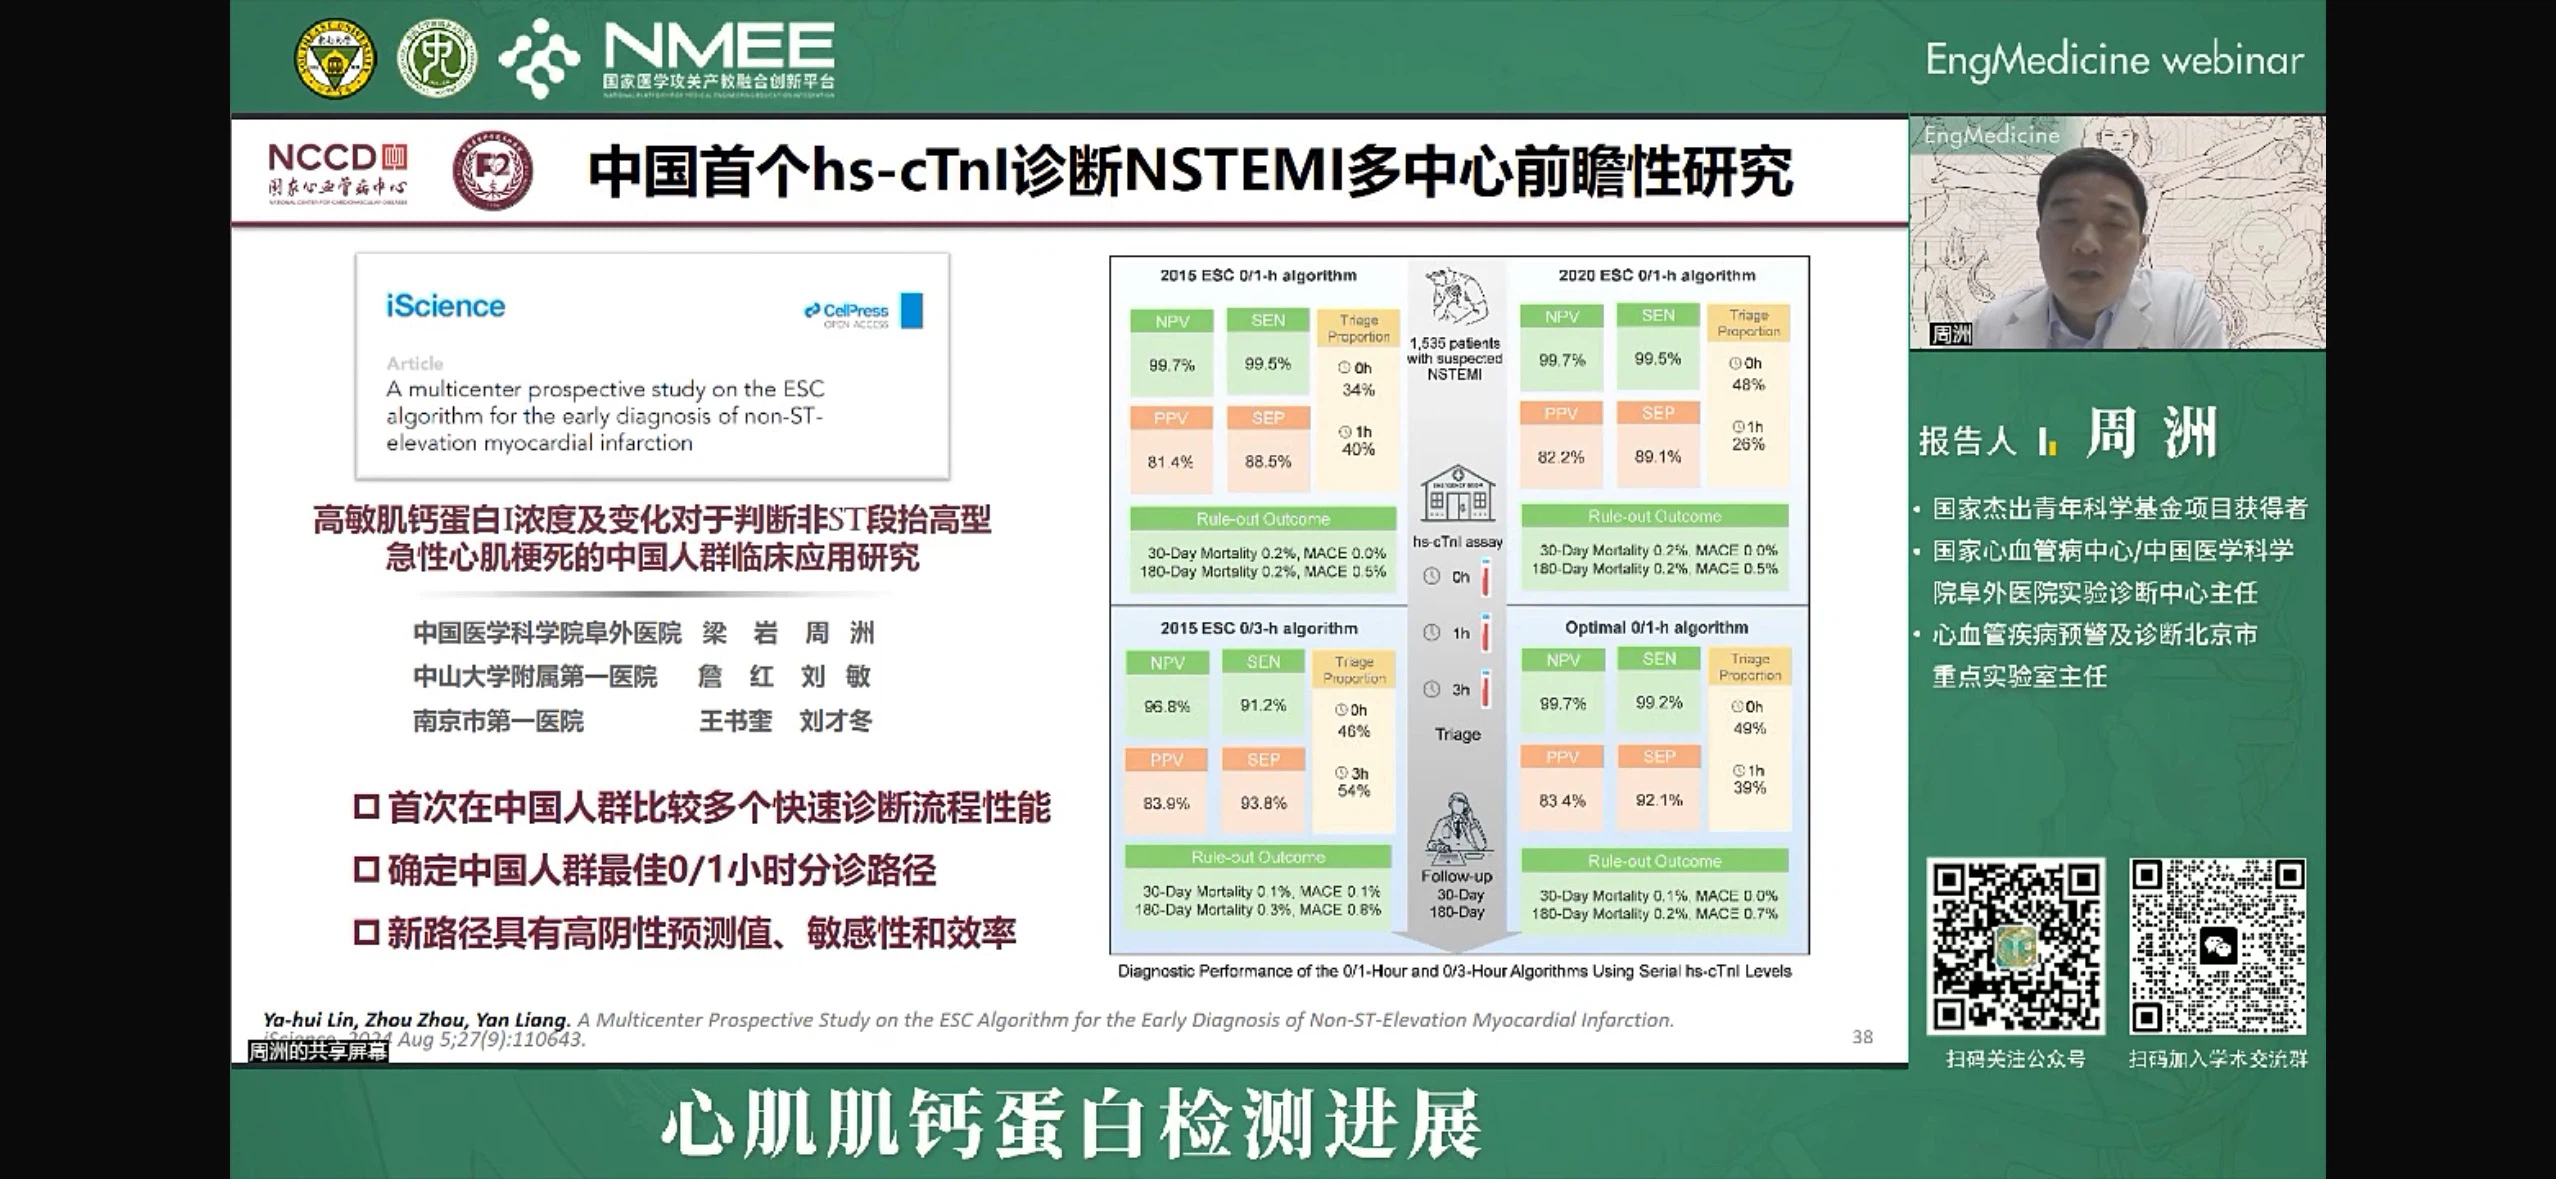 NMEE
国家医学攻关产教融合创新平台
EngMedicine webinar
NCCD
国家心血管病中心
NATIONAL CENTER FOR CARDIOVASCULAR DISEASES
中国首个hs-cTnI诊断NSTEMI多中心前瞻性研究
iScience
CellPress
OPEN ACCESS
Article
A multicenter prospective study on the ESC
algorithm for the early diagnosis of non-ST-
elevation myocardial infarction
高敏肌钙蛋白I浓度及变化对于判断非ST段抬高型
急性心肌梗死的中国人群临床应用研究
中国医学科学院阜外医院 梁 岩 周 洲
中山大学附属第一医院 詹 红 刘 敏
南京市第一医院 王书奎 刘才冬
首次在中国人群比较多个快速诊断流程性能
确定中国人群最佳0/1小时分诊路径
新路径具有高阴性预测值、敏感性和效率
2015 ESC 0/1-h algorithm
NPV
99.7%
SEN
99.5%
Triage
Proportion
0h
34%
1h
40%
PPV
81.4%
SEP
88.5%
Rule-out Outcome
30-Day Mortality 0.2%, MACE 0.0%
180-Day Mortality 0.2%, MACE 0.5%
1,535 patients
with suspected
NSTEMI
EMERGENCY ROOM
hs-cTnI assay
0h
1h
3h
Triage
Follow-up
30-Day
180-Day
2020 ESC 0/1-h algorithm
NPV
99.7%
SEN
99.5%
Triage
Proportion
0h
48%
1h
26%
PPV
82.2%
SEP
89.1%
Rule-out Outcome
30-Day Mortality 0.2%, MACE 0.0%
180-Day Mortality 0.2%, MACE 0.5%
2015 ESC 0/3-h algorithm
NPV
96.8%
SEN
91.2%
Triage
Proportion
0h
46%
3h
54%
PPV
83.9%
SEP
93.8%
Rule-out Outcome
30-Day Mortality 0.1%, MACE 0.1%
180-Day Mortality 0.3%, MACE 0.8%
Optimal 0/1-h algorithm
NPV
99.7%
SEN
99.2%
Triage
Proportion
0h
49%
1h
39%
PPV
83.4%
SEP
92.1%
Rule-out Outcome
30-Day Mortality 0.1%, MACE 0.0%
180-Day Mortality 0.2%, MACE 0.7%
Diagnostic Performance of the 0/1-Hour and 0/3-Hour Algorithms Using Serial hs-cTnI Levels
Ya-hui Lin, Zhou Zhou, Yan Liang. A Multicenter Prospective Study on the ESC Algorithm for the Early Diagnosis of Non-ST-Elevation Myocardial Infarction.
iScience. 2024 Aug 5;27(9):110643.
周洲的共享屏幕
38
EngMedicine
周洲
报告人 周 洲
• 国家杰出青年科学基金项目获得者
• 国家心血管病中心/中国医学科学
院阜外医院实验诊断中心主任
• 心血管疾病预警及诊断北京市
重点实验室主任
扫码关注公众号
扫码加入学术交流群
心肌肌钙蛋白检测进展